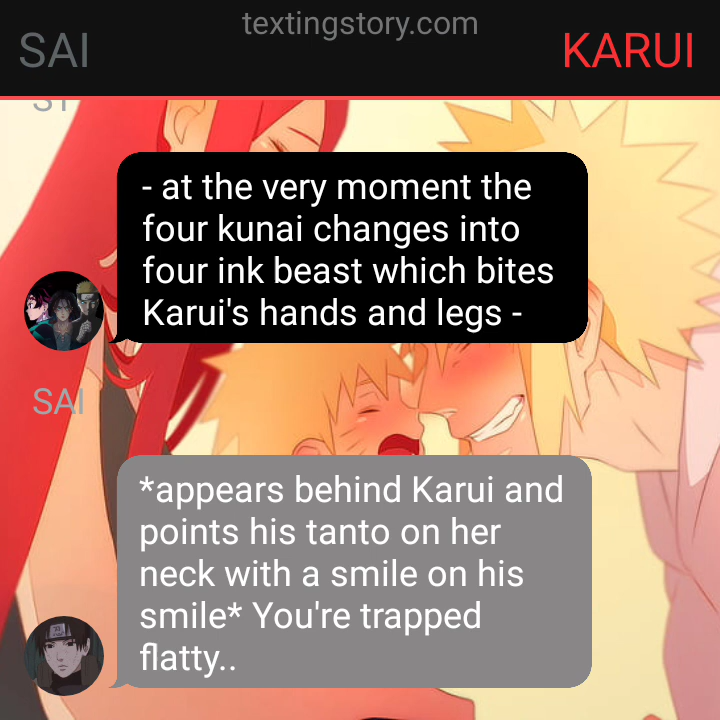 textingstory.com
SAI
KARUI
- at the very moment the
four kunai changes into
four ink beast which bites
Karui's hands and legs -
SAI
*appears behind Karui and
points his tanto on her
neck with a smile on his
smile* You're trapped
flatty..